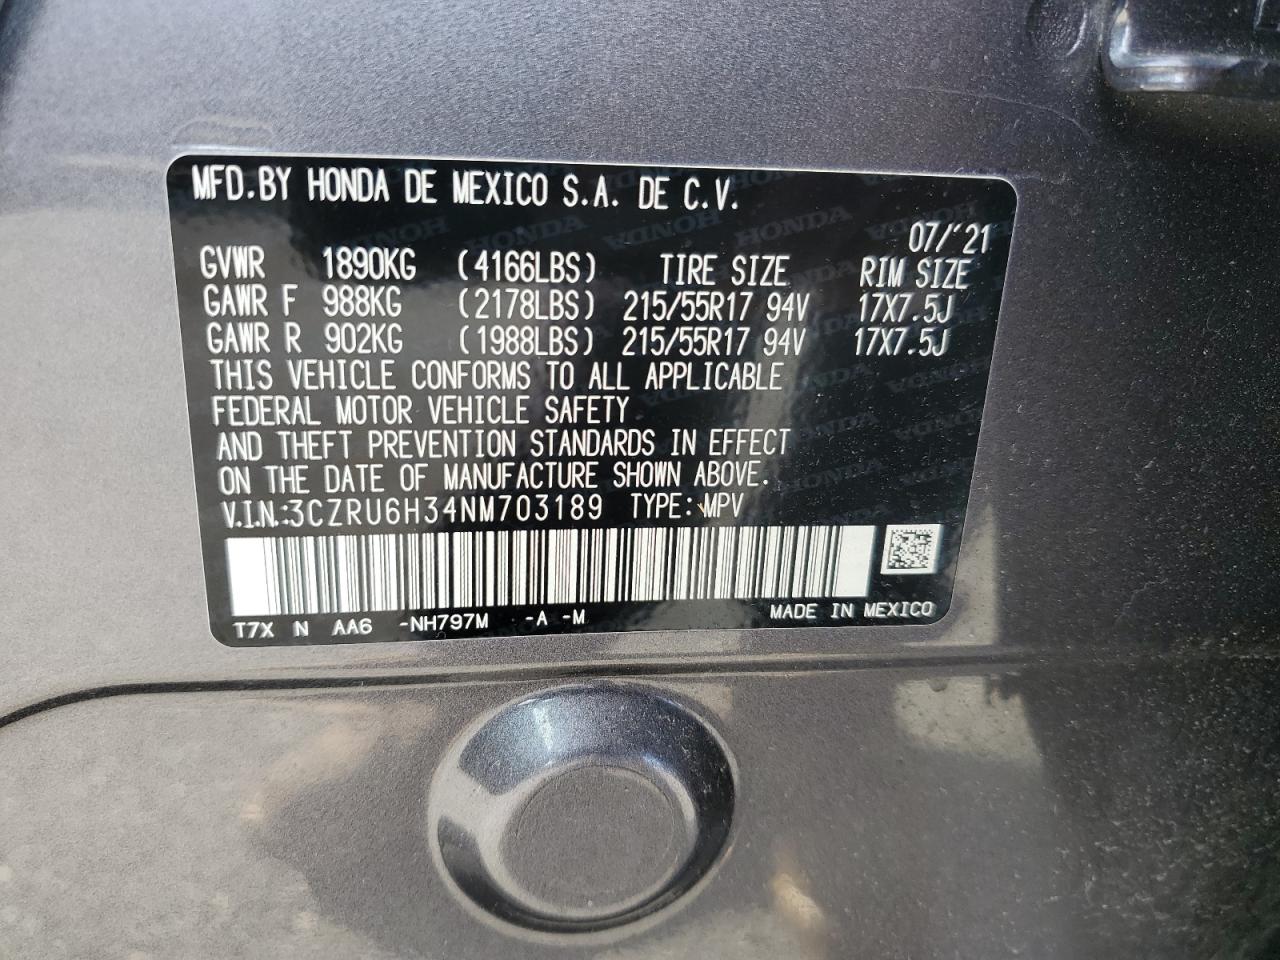 MFD.BY HONDA DE MEXICO S.A. DE C.V.
07/'21
GVWR 1890KG (4166LBS) TIRE SIZE RIM SIZE
GAWR F 988KG (2178LBS) 215/55R17 94V 17X7.5J
GAWR R 902KG (1988LBS) 215/55R17 94V 17X7.5J
THIS VEHICLE CONFORMS TO ALL APPLICABLE
FEDERAL MOTOR VEHICLE SAFETY
AND THEFT PREVENTION STANDARDS IN EFFECT
ON THE DATE OF MANUFACTURE SHOWN ABOVE.
V.I.N.:3CZRU6H34NM703189 TYPE:MPV
T7X N AA6 -NH797M -A -M MADE IN MEXICO